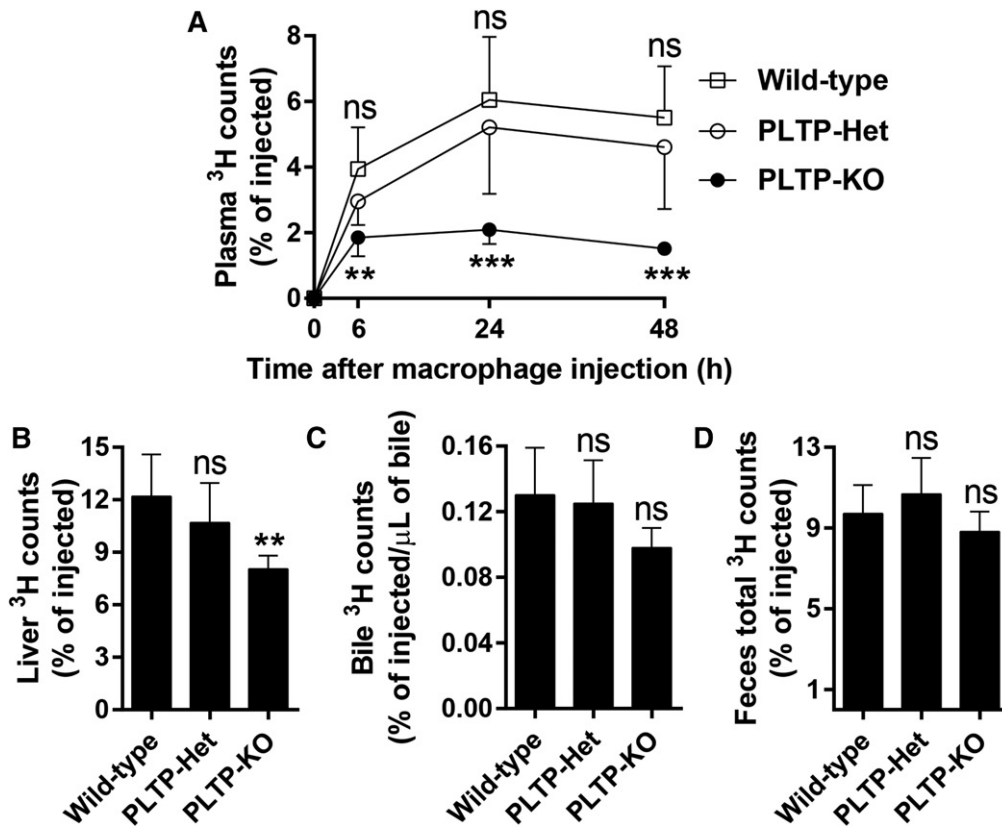 A
Plasma ³H counts
(% of injected)
8
6
4
2
0
ns
ns
ns
**
***
***
0
6
24
48
Time after macrophage injection (h)
Wild-type
PLTP-Het
PLTP-KO
B
Liver ³H counts
(% of injected)
15
12
9
6
3
0
ns
**
Wild-type
PLTP-Het
PLTP-KO
C
Bile ³H counts
(% of injected/μL of bile)
0.16
0.12
0.08
0.04
0.00
ns
ns
Wild-type
PLTP-Het
PLTP-KO
D
Feces total ³H counts
(% of injected)
13
9
5
1
ns
ns
Wild-type
PLTP-Het
PLTP-KO